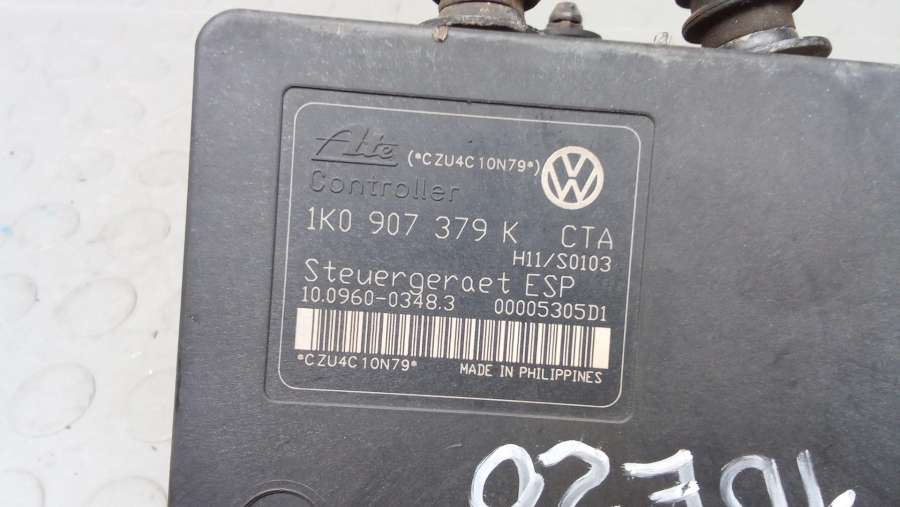 Ate (*CZU4C10N79*)
Controller
1K0 907 379 K CTA
H11/S0103
Steuergeraet ESP
10.0960-0348.3 00005305D1
*CZU4C10N79* MADE IN PHILIPPINES